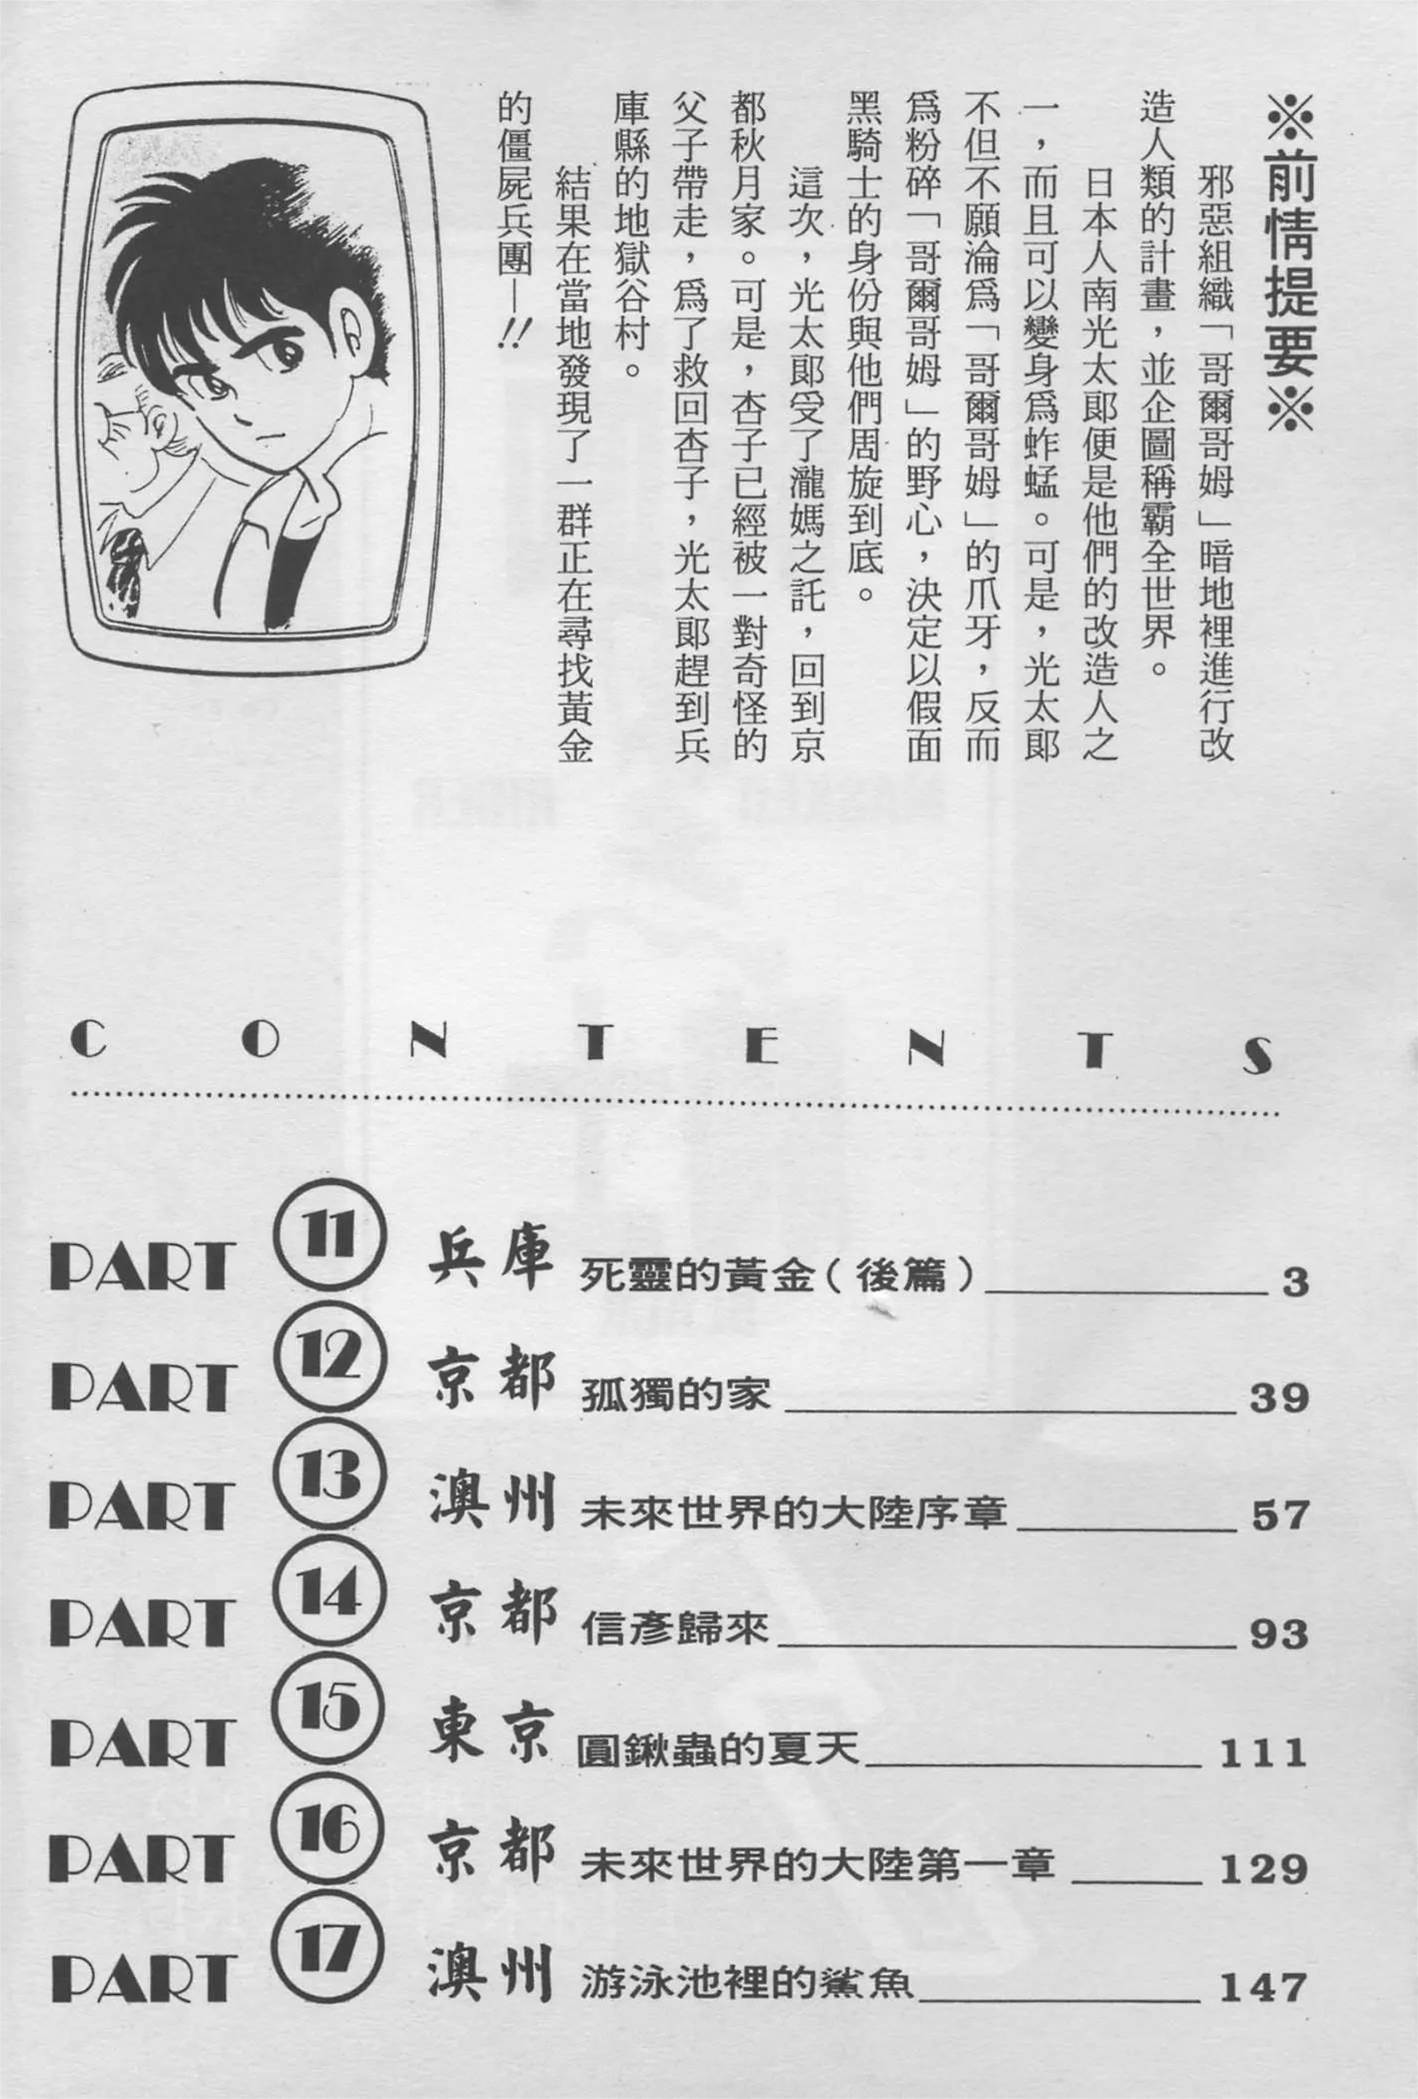 ※前情提要※
邪惡組織「哥爾哥姆」暗地裡進行改
造人類的計畫，並企圖稱霸全世界。
日本人南光太郞便是他們的改造人之
一，而且可以變身爲蚱蜢。可是，光太郞
不但不願淪爲「哥爾哥姆」的爪牙，反而
爲粉碎「哥爾哥姆」的野心，決定以假面
黑騎士的身份與他們周旋到底。
這次，光太郞受了瀧媽之託，回到京
都秋月家。可是，杏子已經被一對奇怪的
父子帶走，爲了救回杏子，光太郞趕到兵
庫縣的地獄谷村。
結果在當地發現了一群正在尋找黃金
的僵屍兵團—!!
CONTENTS
PART 11 兵庫 死靈的黃金（後篇） 3
PART 12 京都 孤獨的家 39
PART 13 澳州 未來世界的大陸序章 57
PART 14 京都 信彥歸來 93
PART 15 東京 圓鍬蟲的夏天 111
PART 16 京都 未來世界的大陸第一章 129
PART 17 澳州 游泳池裡的鯊魚 147